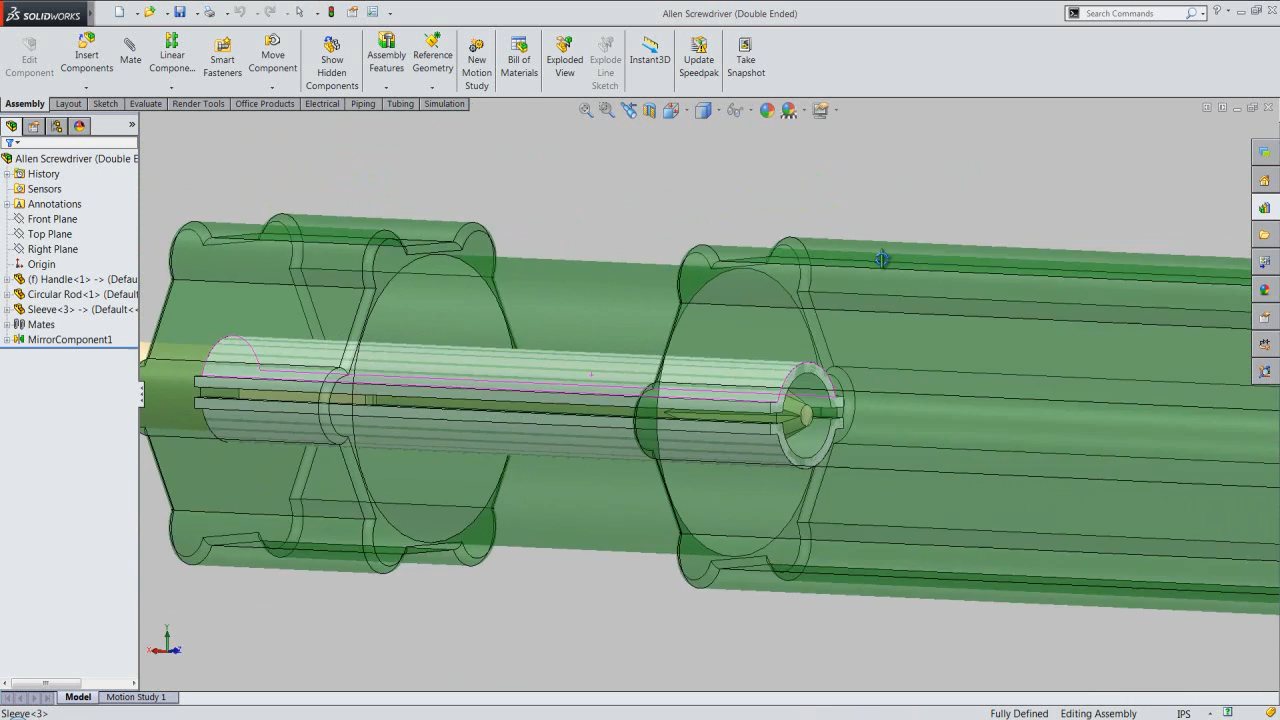 SOLIDWORKS
Allen Screwdriver (Double Ended)
Search Commands
Edit Component
Insert Components
Mate
Linear Compone...
Smart Fasteners
Move Component
Show Hidden Components
Assembly Features
Reference Geometry
New Motion Study
Bill of Materials
Exploded View
Explode Line Sketch
Instant3D
Update Speedpak
Take Snapshot
Assembly Layout Sketch Evaluate Render Tools Office Products Electrical Piping Tubing Simulation
Allen Screwdriver (Double E
History
Sensors
Annotations
Front Plane
Top Plane
Right Plane
Origin
(f) Handle<1> -> (Defau
Circular Rod<1> (Defaul
Sleeve<3> -> (Default<<
Mates
MirrorComponent1
Y
X
Z
Model Motion Study 1
Sleeve<3>
Fully Defined Editing Assembly IPS